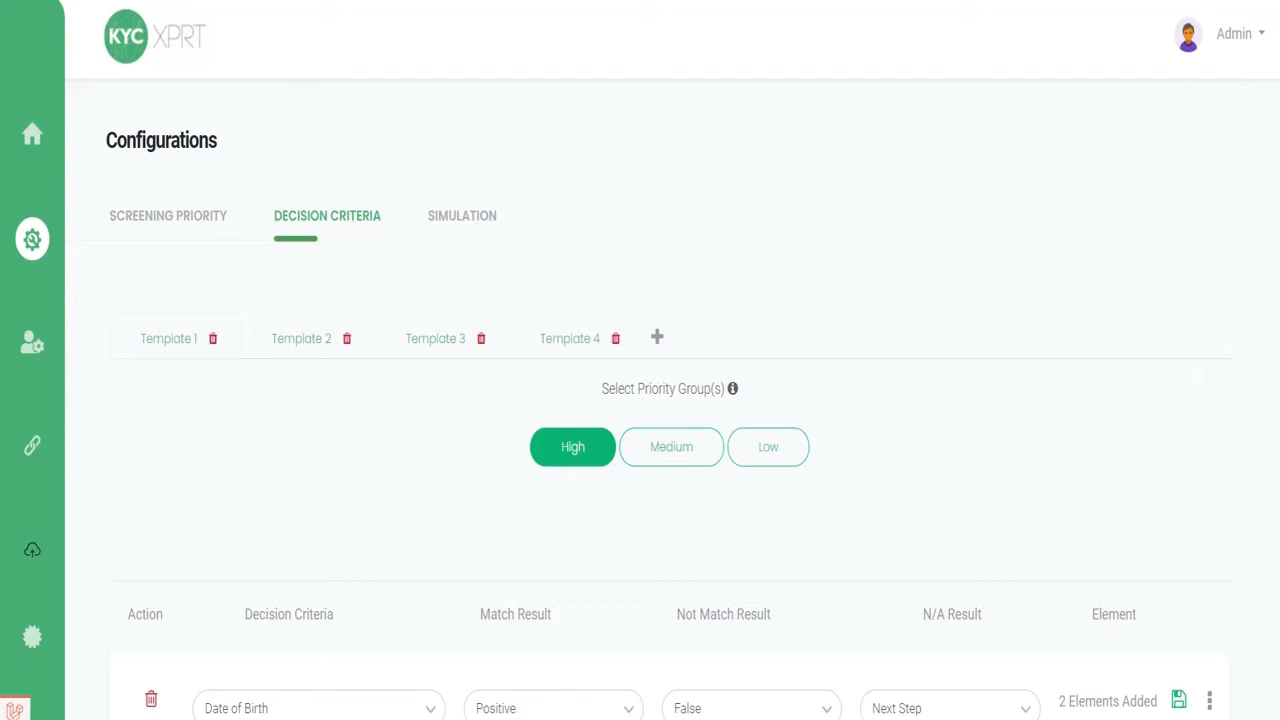 KYC XPRT
Admin
Configurations
SCREENING PRIORITY DECISION CRITERIA SIMULATION
Template 1 Template 2 Template 3 Template 4
Select Priority Group(s)
High Medium Low
Action Decision Criteria Match Result Not Match Result N/A Result Element
Date of Birth Positive False Next Step 2 Elements Added